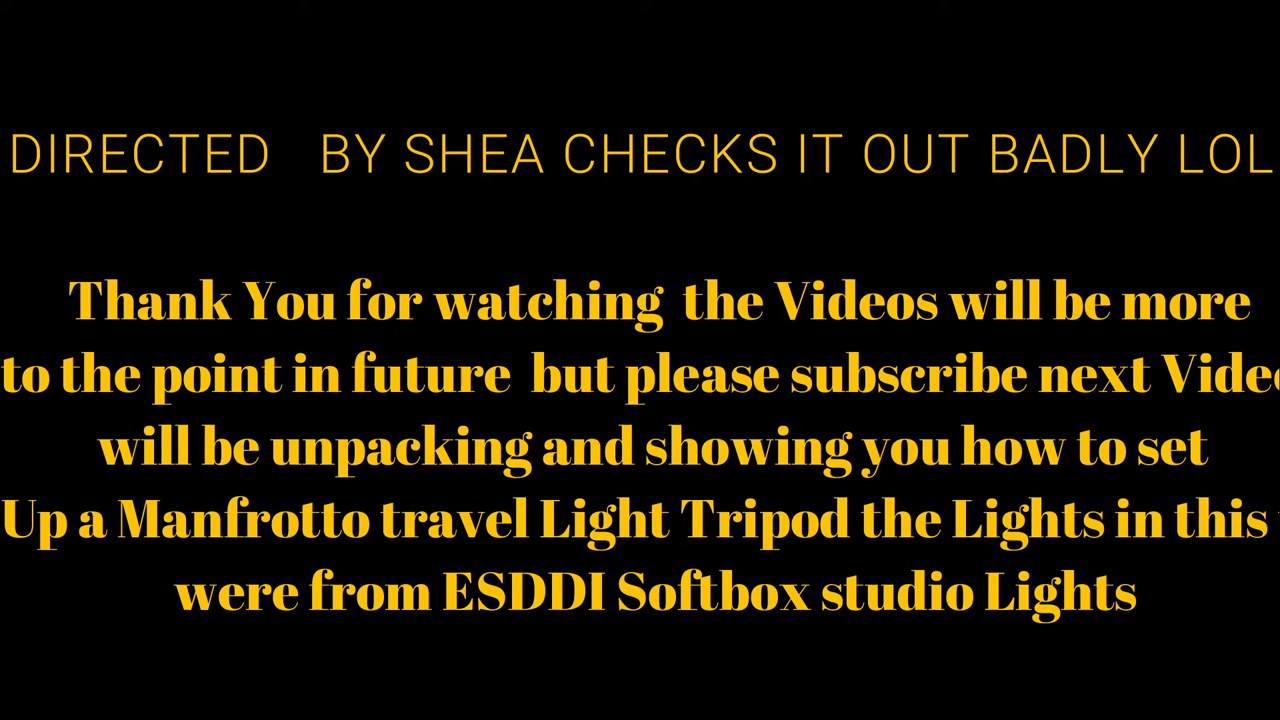 DIRECTED BY SHEA CHECKS IT OUT BADLY LOL
Thank You for watching the Videos will be more
to the point in future but please subscribe next
will be unpacking and showing you how to set
Up a Manfrotto travel Light Tripod the Lights in this
were from ESDDI Softbox studio Lights